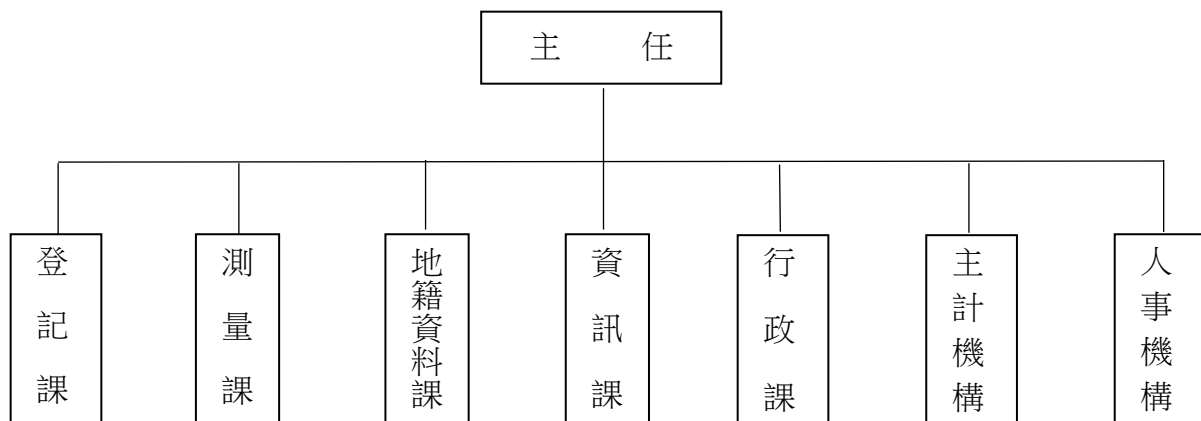 主 任
登記課
測量課
地籍資料課
資訊課
行政課
主計機構
人事機構